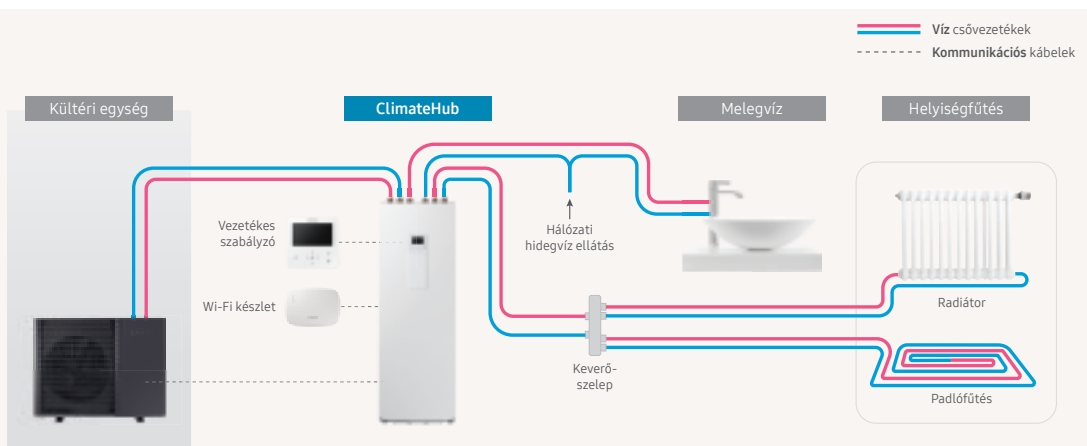 Víz csővezetékek
Kommunikációs kábelek
Kültéri egység
ClimateHub
Melegvíz
Helyiségfűtés
Vezetékes
szabályzó
Wi-Fi készlet
Hálózati
hidegvíz ellátás
Keverő-
szelep
Radiátor
Padlófűtés